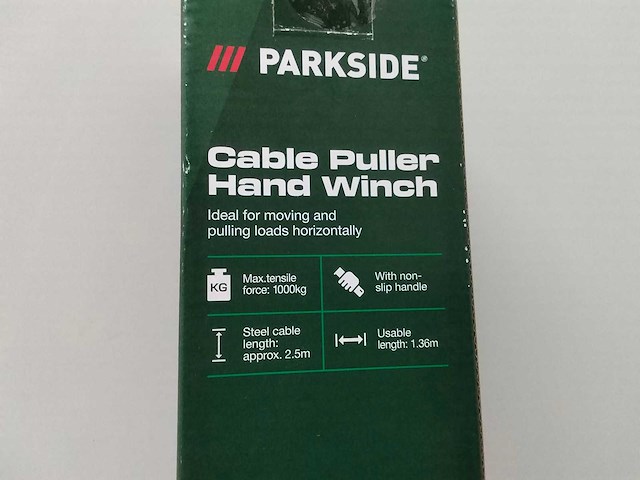 PARKSIDE®
Cable Puller
Hand Winch
Ideal for moving and
pulling loads horizontally
KG
Max.tensile
force: 1000kg
With non-
slip handle
Steel cable
length:
approx. 2.5m
Usable
length: 1.36m